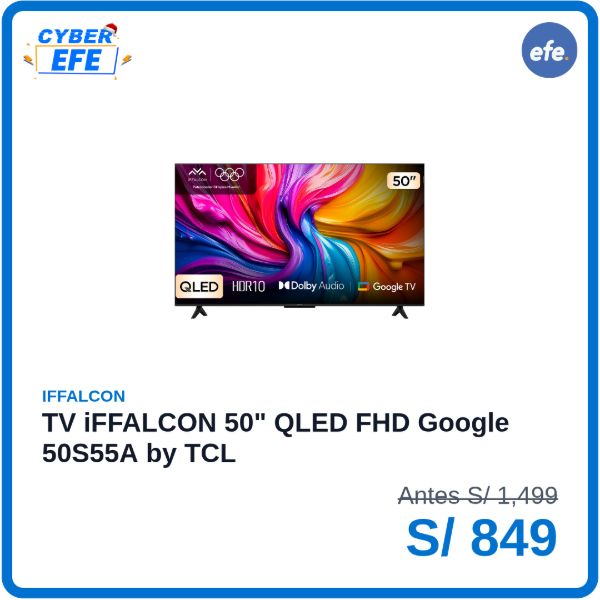 CYBER
EFE
efe.
iFFALCON
50"
QLED
HDR10
Dolby Audio
Google TV
IFFALCON
TV iFFALCON 50" QLED FHD Google
50S55A by TCL
Antes S/ 1,499
S/ 849